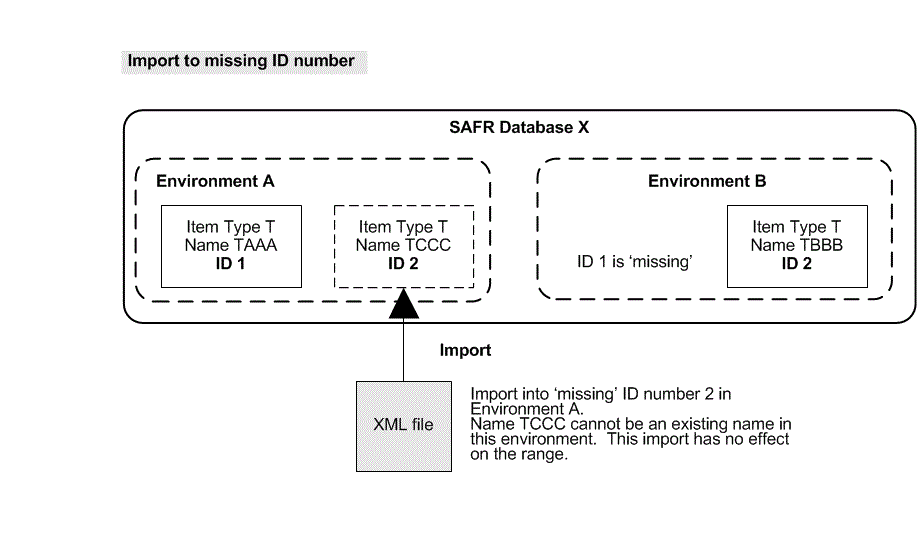 Import to missing ID number
SAFR Database X
Environment A
Environment B
Item Type T
Name TAAA
ID 1
Item Type T
Name TCCC
ID 2
ID 1 is ‘missing’
Item Type T
Name TBBB
ID 2
Import
XML file
Import into ‘missing’ ID number 2 in
Environment A.
Name TCCC cannot be an existing name in
this environment.  This import has no effect
on the range.